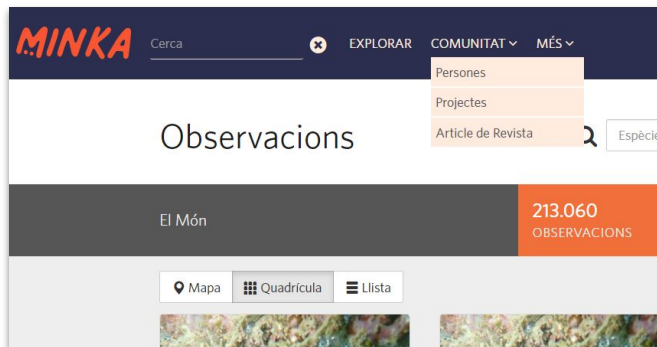 MINKA
Cerca
EXPLORAR
COMUNITAT
MÉS
Persones
Projectes
Article de Revista
Observacions
El Món
213.060
OBSERVACIONS
Mapa
Quadrícula
Llista